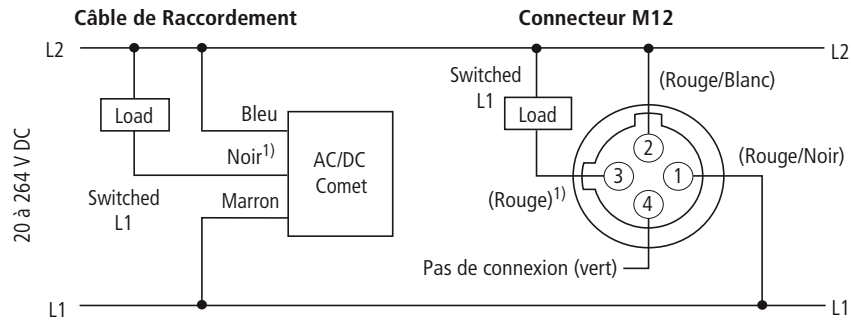 Câble de Raccordement
Connecteur M12
L2
L2
Switched
L1
(Rouge/Blanc)
Load
Load
Bleu
Noir1)
AC/DC
Comet
Marron
Switched
L1
20 à 264 V DC
2
3
1
4
(Rouge/Noir)
(Rouge)1)
Pas de connexion (vert)
L1
L1